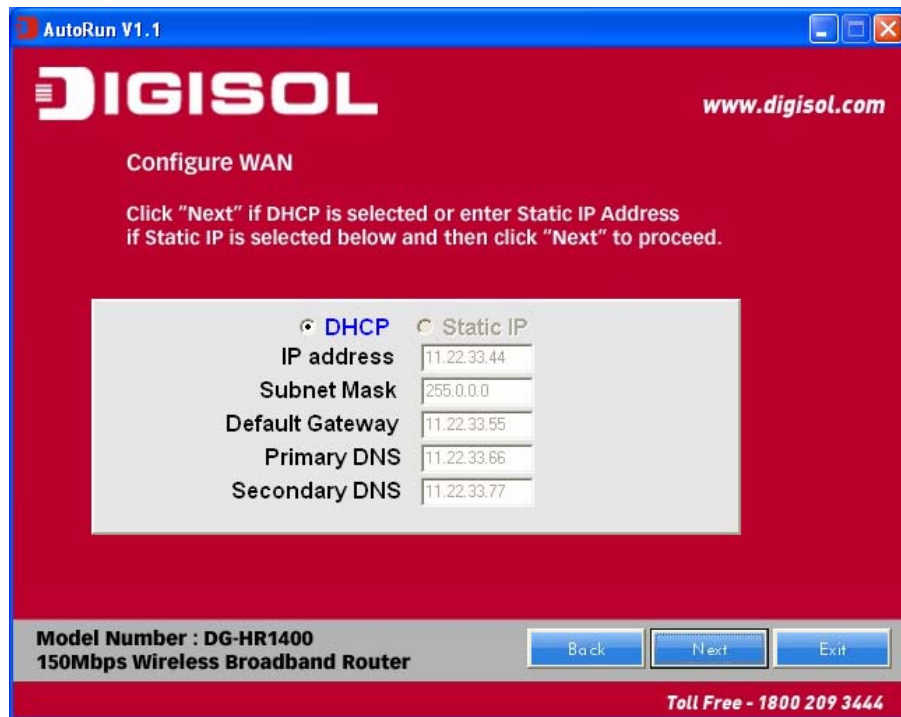 AutoRun V1.1
DIGISOL
www.digisol.com
Configure WAN
Click "Next" if DHCP is selected or enter Static IP Address
if Static IP is selected below and then click "Next" to proceed.
DHCP Static IP
IP address 11.22.33.44
Subnet Mask 255.0.0.0
Default Gateway 11.22.33.55
Primary DNS 11.22.33.66
Secondary DNS 11.22.33.77
Model Number : DG-HR1400
150Mbps Wireless Broadband Router
Back Next Exit
Toll Free - 1800 209 3444